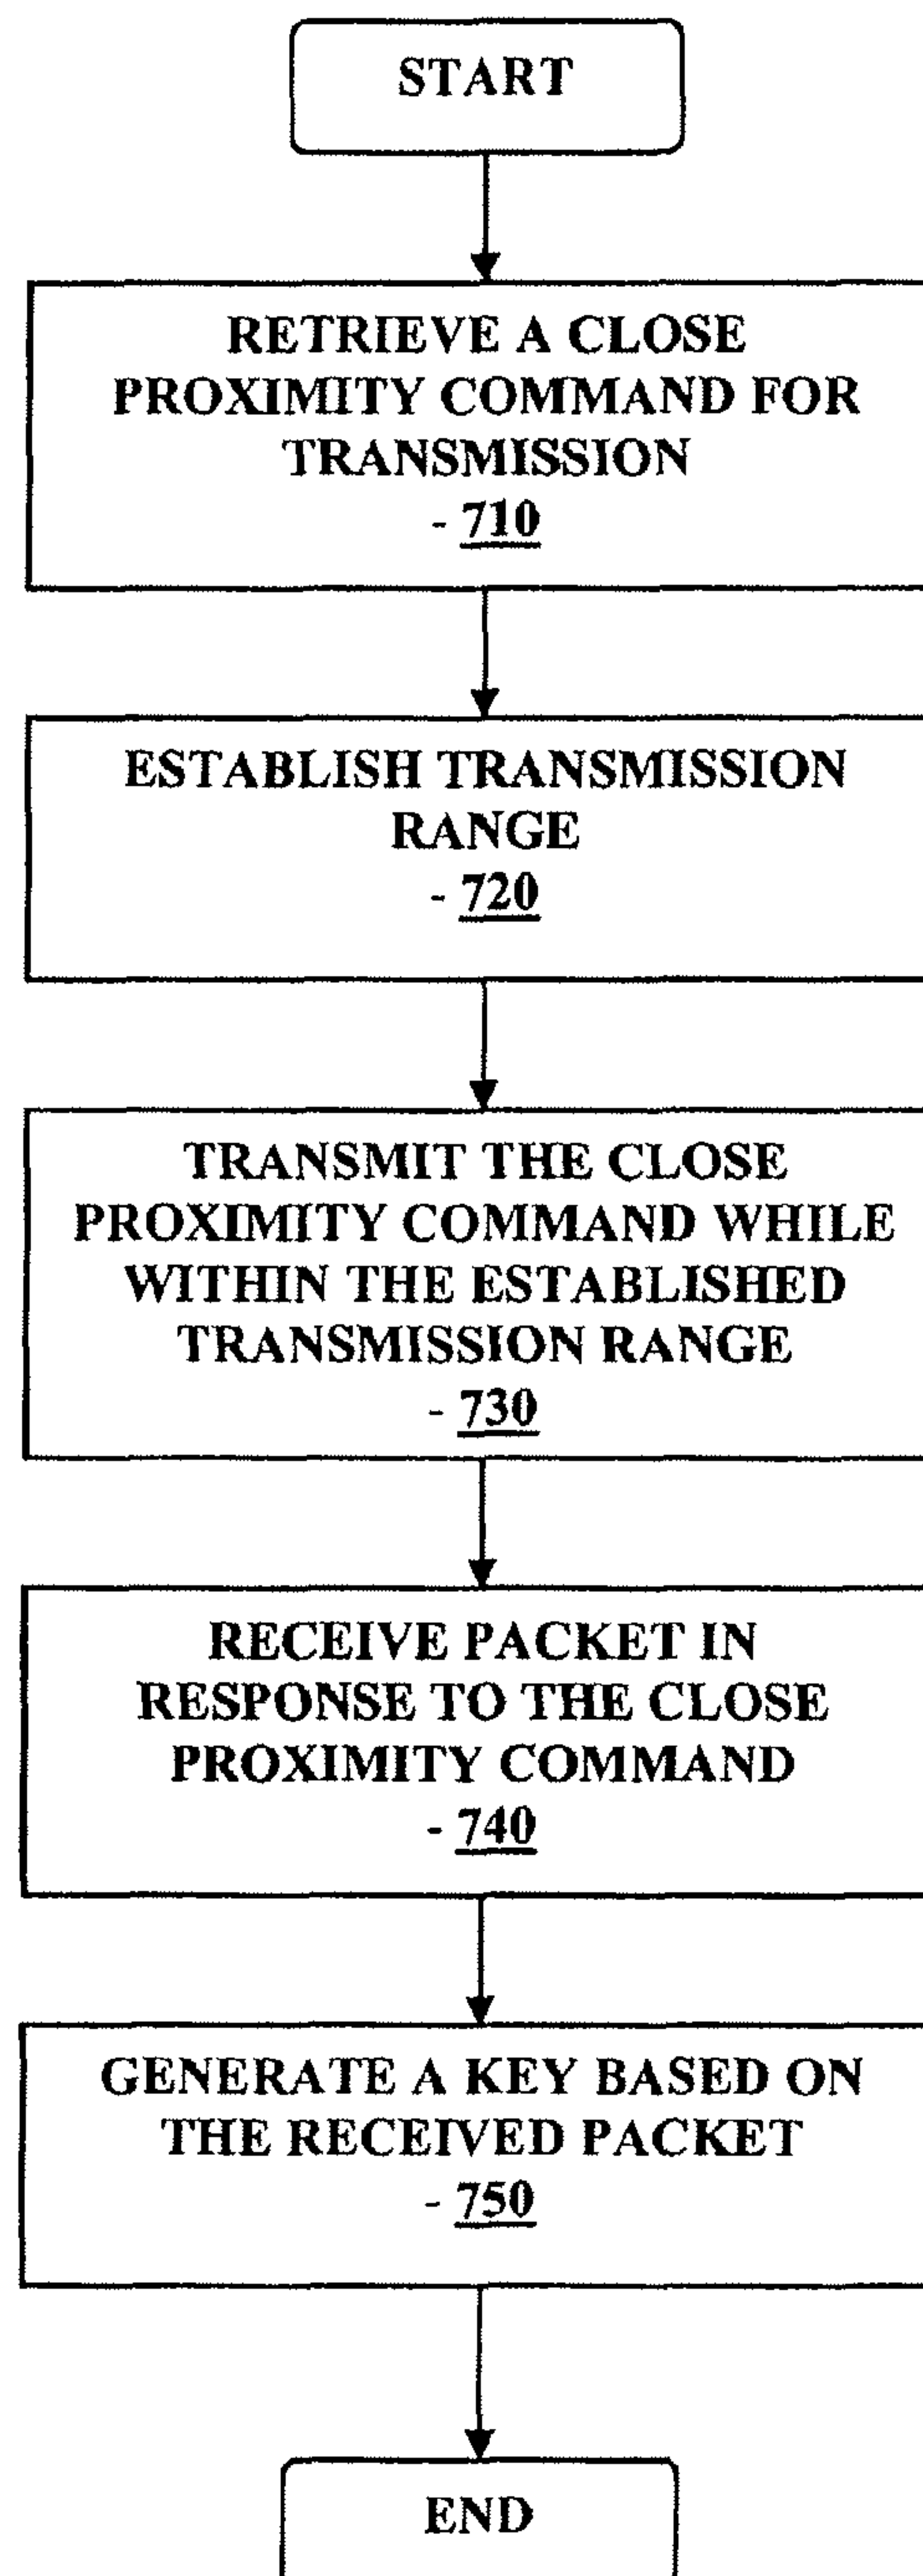 START
RETRIEVE A CLOSE
PROXIMITY COMMAND FOR
TRANSMISSION
- 710
ESTABLISH TRANSMISSION
RANGE
- 720
TRANSMIT THE CLOSE
PROXIMITY COMMAND WHILE
WITHIN THE ESTABLISHED
TRANSMISSION RANGE
- 730
RECEIVE PACKET IN
RESPONSE TO THE CLOSE
PROXIMITY COMMAND
- 740
GENERATE A KEY BASED ON
THE RECEIVED PACKET
- 750
END